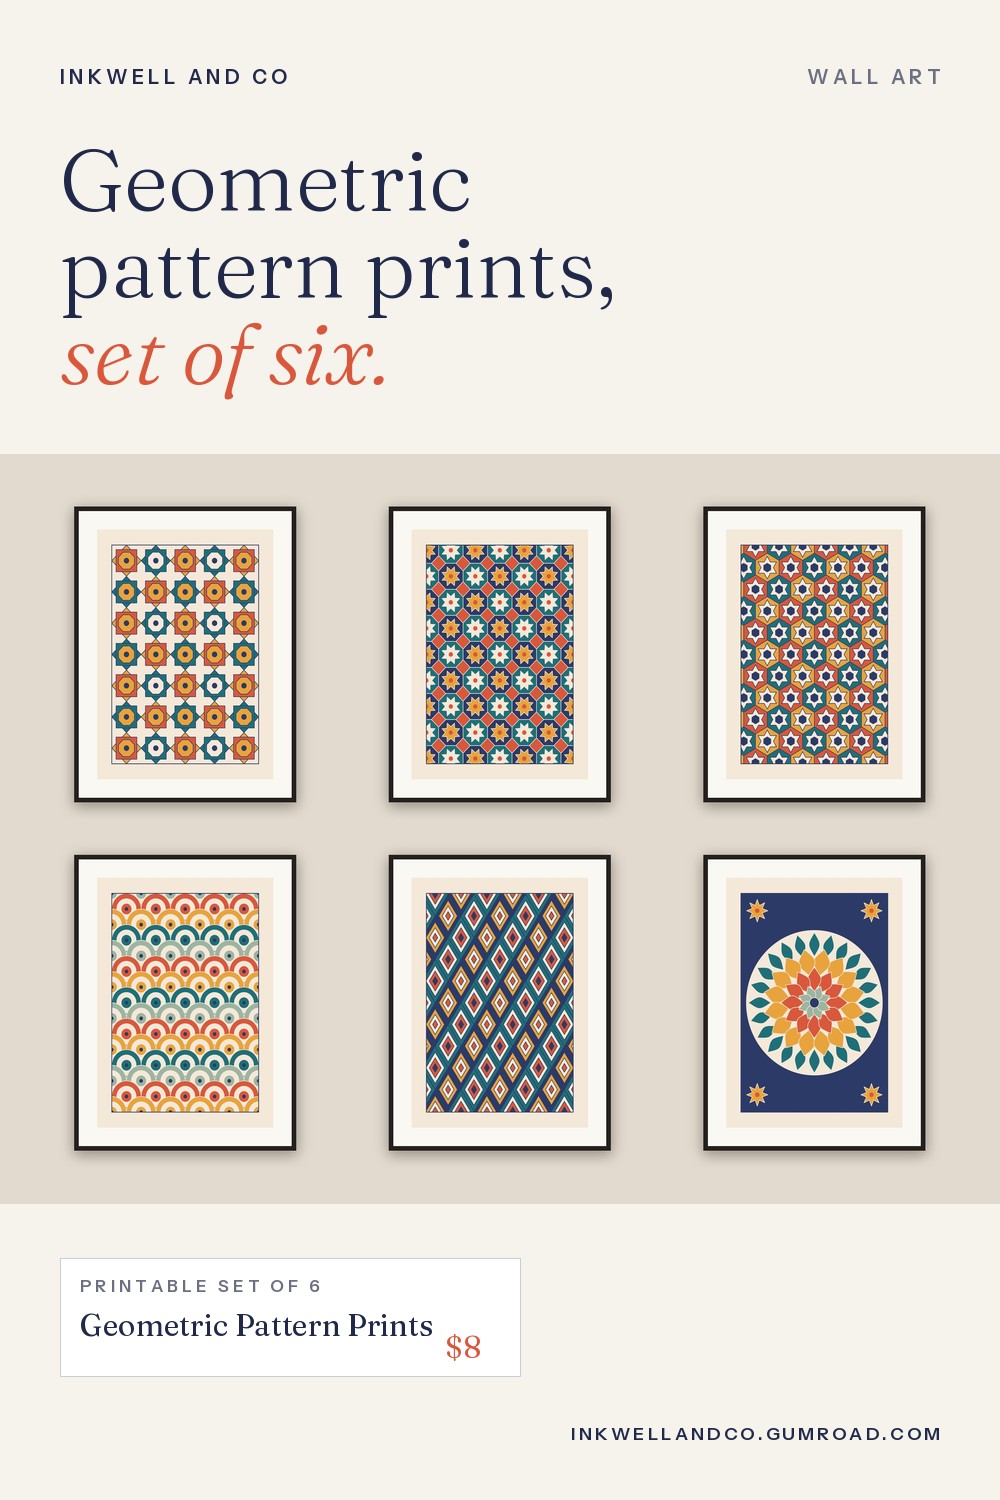 INKWELL AND CO
WALL ART
Geometric
pattern prints,
set of six.
PRINTABLE SET OF 6
Geometric Pattern Prints
$8
INKWELLANDCO.GUMROAD.COM